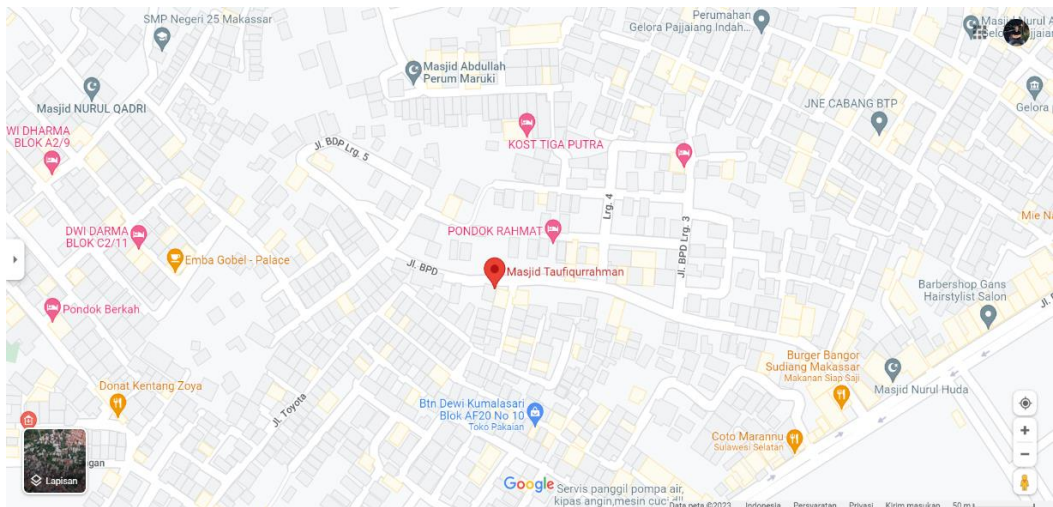 SMP Negeri 25 Makassar
Perumahan
Gelora Pajjaiang Indah...
Masjid Abdullah
Perum Maruki
Masjid NURUL QADRI
JNE CABANG BTP
Gelora
WI DHARMA
BLOK A2/9
KOST TIGA PUTRA
Jl. BDP Lrg. 5
Lrg. 4
Jl. BPD Lrg. 3
Mie
DWI DARMA
BLOK C2/11
PONDOK RAHMAT
Emba Gobel - Palace
Jl. BPD
Masjid Taufiqurrahman
Barbershop Gans
Hairstylist Salon
Jl.
Pondok Berkah
Burger Bangor
Sudiang Makassar
Makanan Siap Saji
Masjid Nurul Huda
Donat Kentang Zoya
Jl. Toyota
Btn Dewi Kumalasari
Blok AF20 No 10
Toko Pakaian
Coto Marannu
Sulawesi Selatan
ngan
Lapisan
Google
Servis panggil pompa air,
kipas angin,mesin
Data peta ©2023 Indonesia Persyaratan Privasi Kirim masukan 50 m